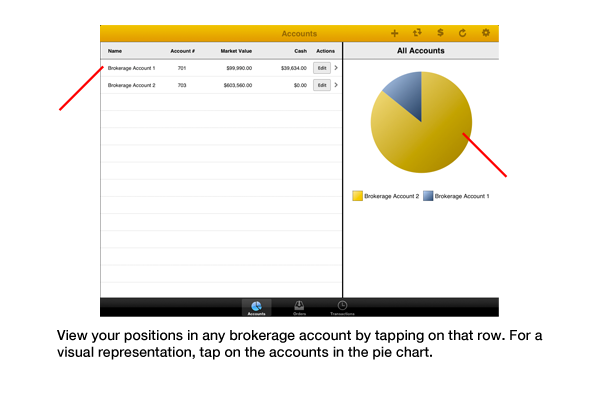 Accounts
Name Account # Market Value Cash Actions
Brokerage Account 1 701 $99,990.00 $39,634.00 Edit
Brokerage Account 2 703 $603,560.00 $0.00 Edit
All Accounts
Brokerage Account 2 Brokerage Account 1
Accounts Orders Transactions
View your positions in any brokerage account by tapping on that row. For a
visual representation, tap on the accounts in the pie chart.